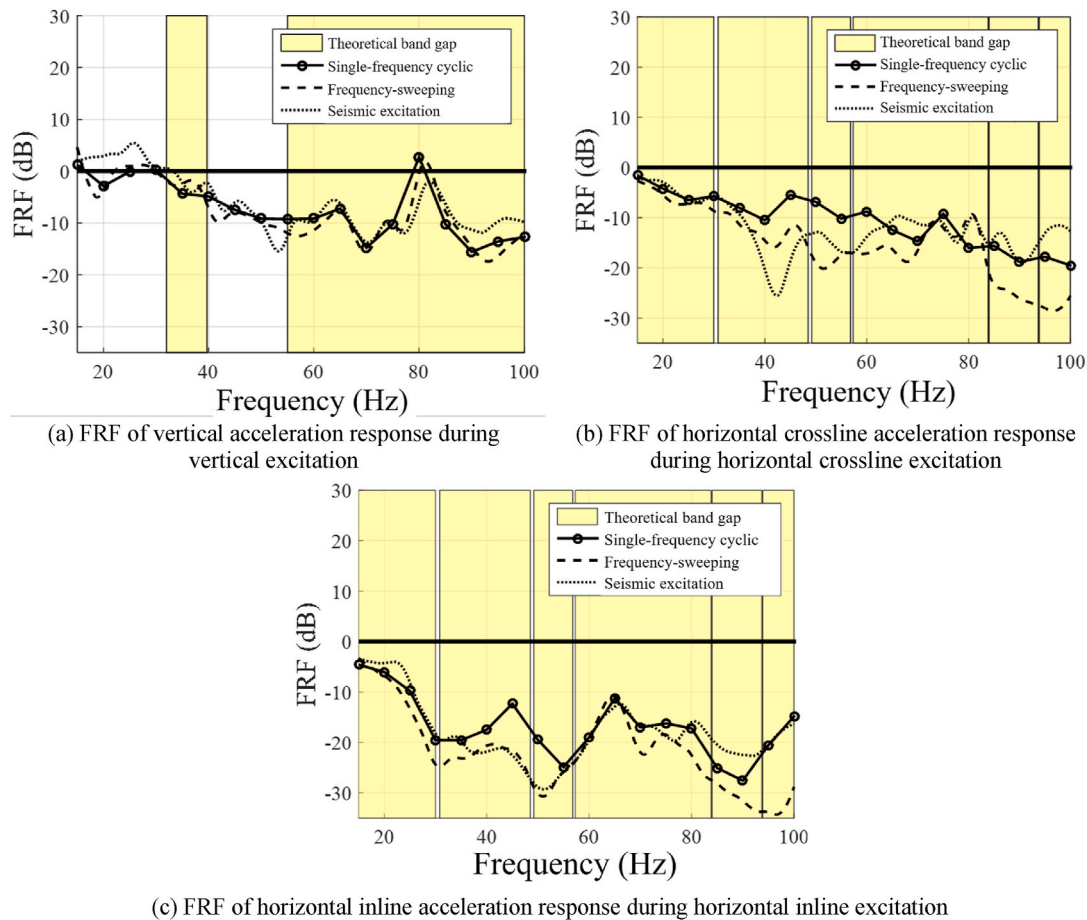 30
20
10
0
-10
-20
-30
FRF (dB)
Theoretical band gap
Single-frequency cyclic
Frequency-sweeping
Seismic excitation
20
40
60
80
100
Frequency (Hz)
(a) FRF of vertical acceleration response during
vertical excitation
30
20
10
0
-10
-20
-30
FRF (dB)
Theoretical band gap
Single-frequency cyclic
Frequency-sweeping
Seismic excitation
20
40
60
80
100
Frequency (Hz)
(b) FRF of horizontal crossline acceleration response
during horizontal crossline excitation
30
20
10
0
-10
-20
-30
FRF (dB)
Theoretical band gap
Single-frequency cyclic
Frequency-sweeping
Seismic excitation
20
40
60
80
100
Frequency (Hz)
(c) FRF of horizontal inline acceleration response during horizontal inline excitation